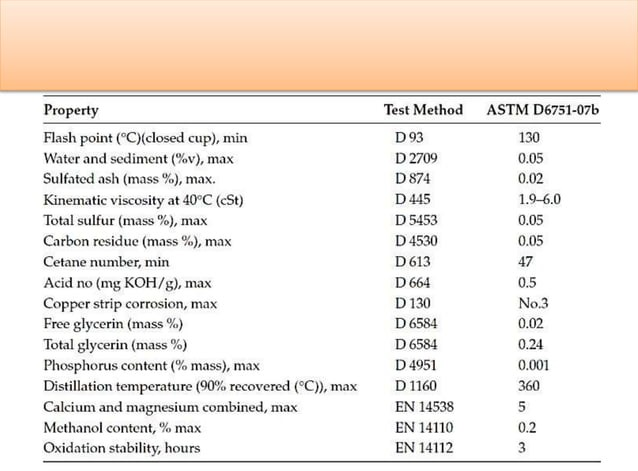 Property Test Method ASTM D6751-07b
Flash point (°C)(closed cup), min D 93 130
Water and sediment (%v), max D 2709 0.05
Sulfated ash (mass %), max. D 874 0.02
Kinematic viscosity at 40°C (cSt) D 445 1.9–6.0
Total sulfur (mass %), max D 5453 0.05
Carbon residue (mass %), max D 4530 0.05
Cetane number, min D 613 47
Acid no (mg KOH/g), max D 664 0.5
Copper strip corrosion, max D 130 No.3
Free glycerin (mass %) D 6584 0.02
Total glycerin (mass %) D 6584 0.24
Phosphorus content (% mass), max D 4951 0.001
Distillation temperature (90% recovered (°C)), max D 1160 360
Calcium and magnesium combined, max EN 14538 5
Methanol content, % max EN 14110 0.2
Oxidation stability, hours EN 14112 3